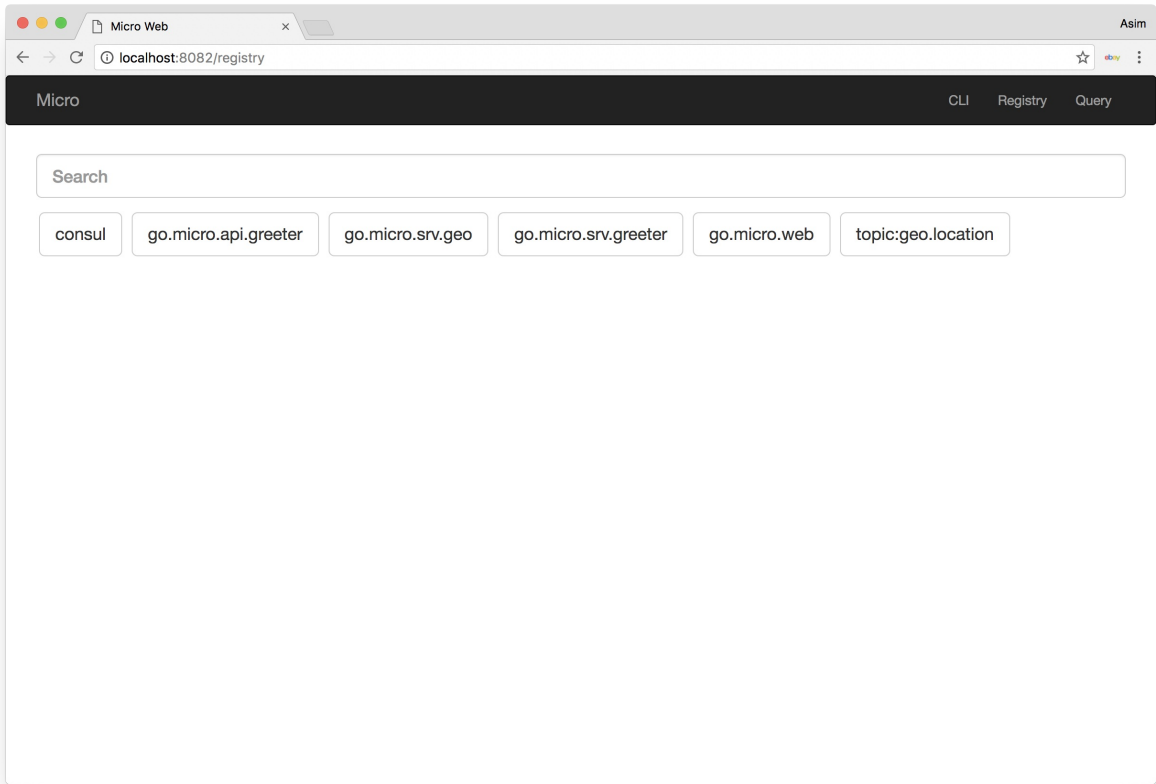 Micro Web
Asim
localhost:8082/registry
ebay
Micro CLI Registry Query
Search
consul go.micro.api.greeter go.micro.srv.geo go.micro.srv.greeter go.micro.web topic:geo.location